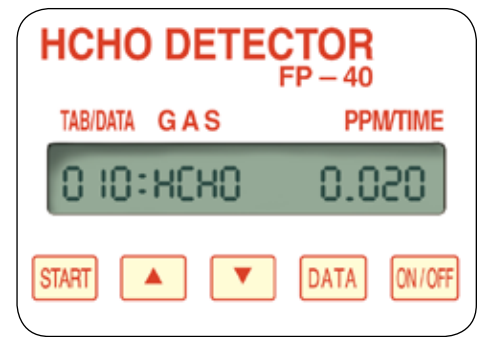 HCHO DETECTOR
FP – 40
TAB/DATA GAS PPM/TIME
010:HCHO 0.020
START ▲ ▼ DATA ON/OFF